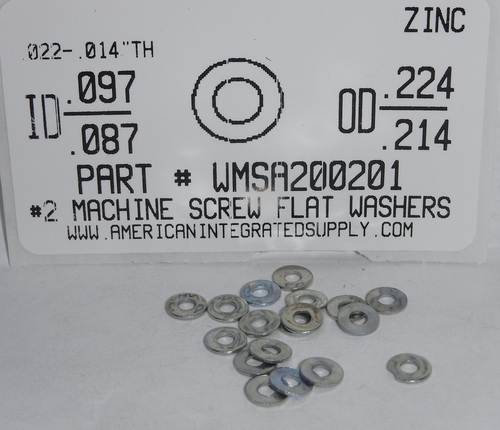 ZINC
.022-.014"TH
ID .097 OD .224
.087 .214
PART # WMSA200201
#2 MACHINE SCREW FLAT WASHERS
WWW.AMERICANINTEGRATEDSUPPLY.COM